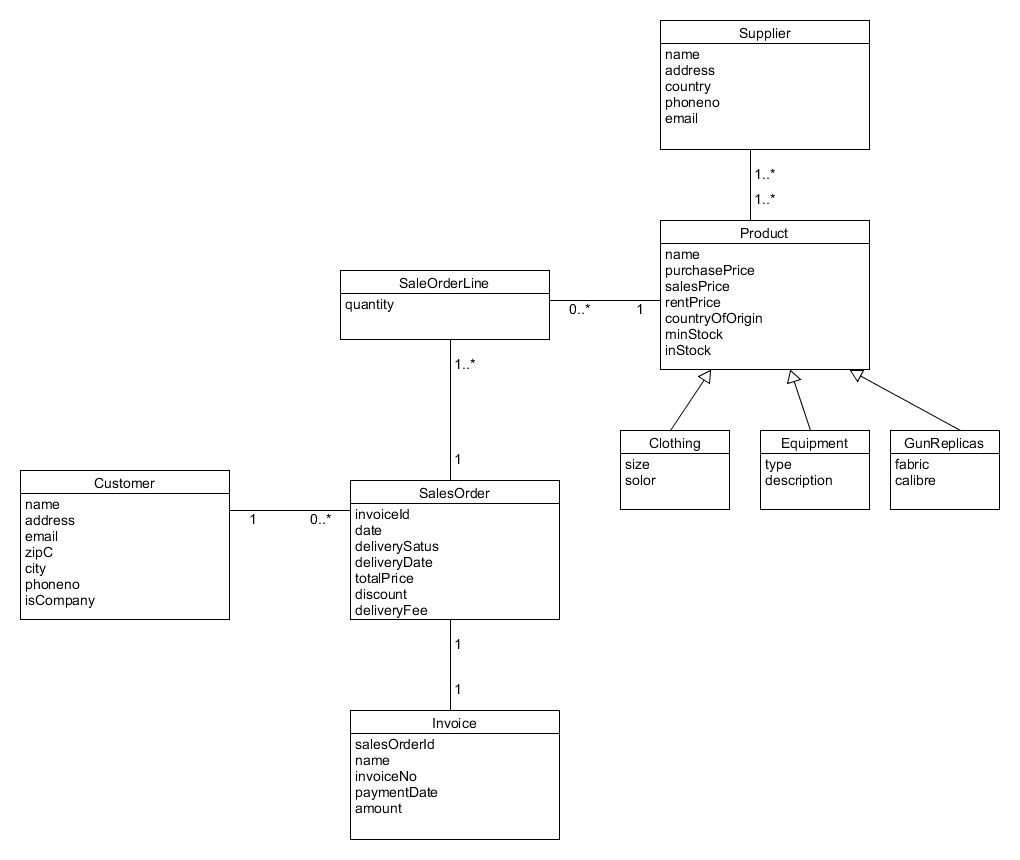 Supplier
name
address
country
phoneno
email
1..*
1..*
Product
name
purchasePrice
salesPrice
rentPrice
countryOfOrigin
minStock
inStock
SaleOrderLine
quantity
0..* 1
1..*
1
Clothing
size
solor
Equipment
type
description
GunReplicas
fabric
calibre
Customer
name
address
email
zipC
city
phoneno
isCompany
1 0..*
SalesOrder
invoiceId
date
deliverySatus
deliveryDate
totalPrice
discount
deliveryFee
1
1
Invoice
salesOrderId
name
invoiceNo
paymentDate
amount